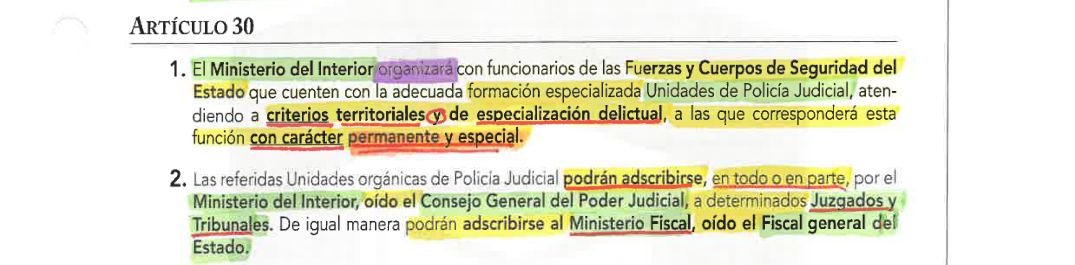 ARTÍCULO 30
1. El Ministerio del Interior organizará con funcionarios de las Fuerzas y Cuerpos de Seguridad del
Estado que cuenten con la adecuada formación especializada Unidades de Policía Judicial, aten-
diendo a criterios territoriales y de especialización delictual, a las que corresponderá esta
función con carácter permanente y especial.
2. Las referidas Unidades orgánicas de Policía Judicial podrán adscribirse, en todo o en parte, por el
Ministerio del Interior, oído el Consejo General del Poder Judicial, a determinados Juzgados y
Tribunales. De igual manera podrán adscribirse al Ministerio Fiscal, oído el Fiscal general del
Estado.